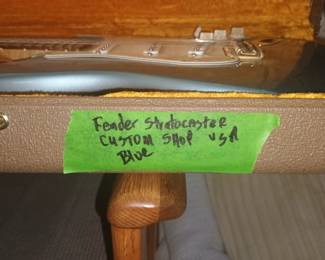 Fender Stratocaster
CUSTOM SHOP USA
Blue